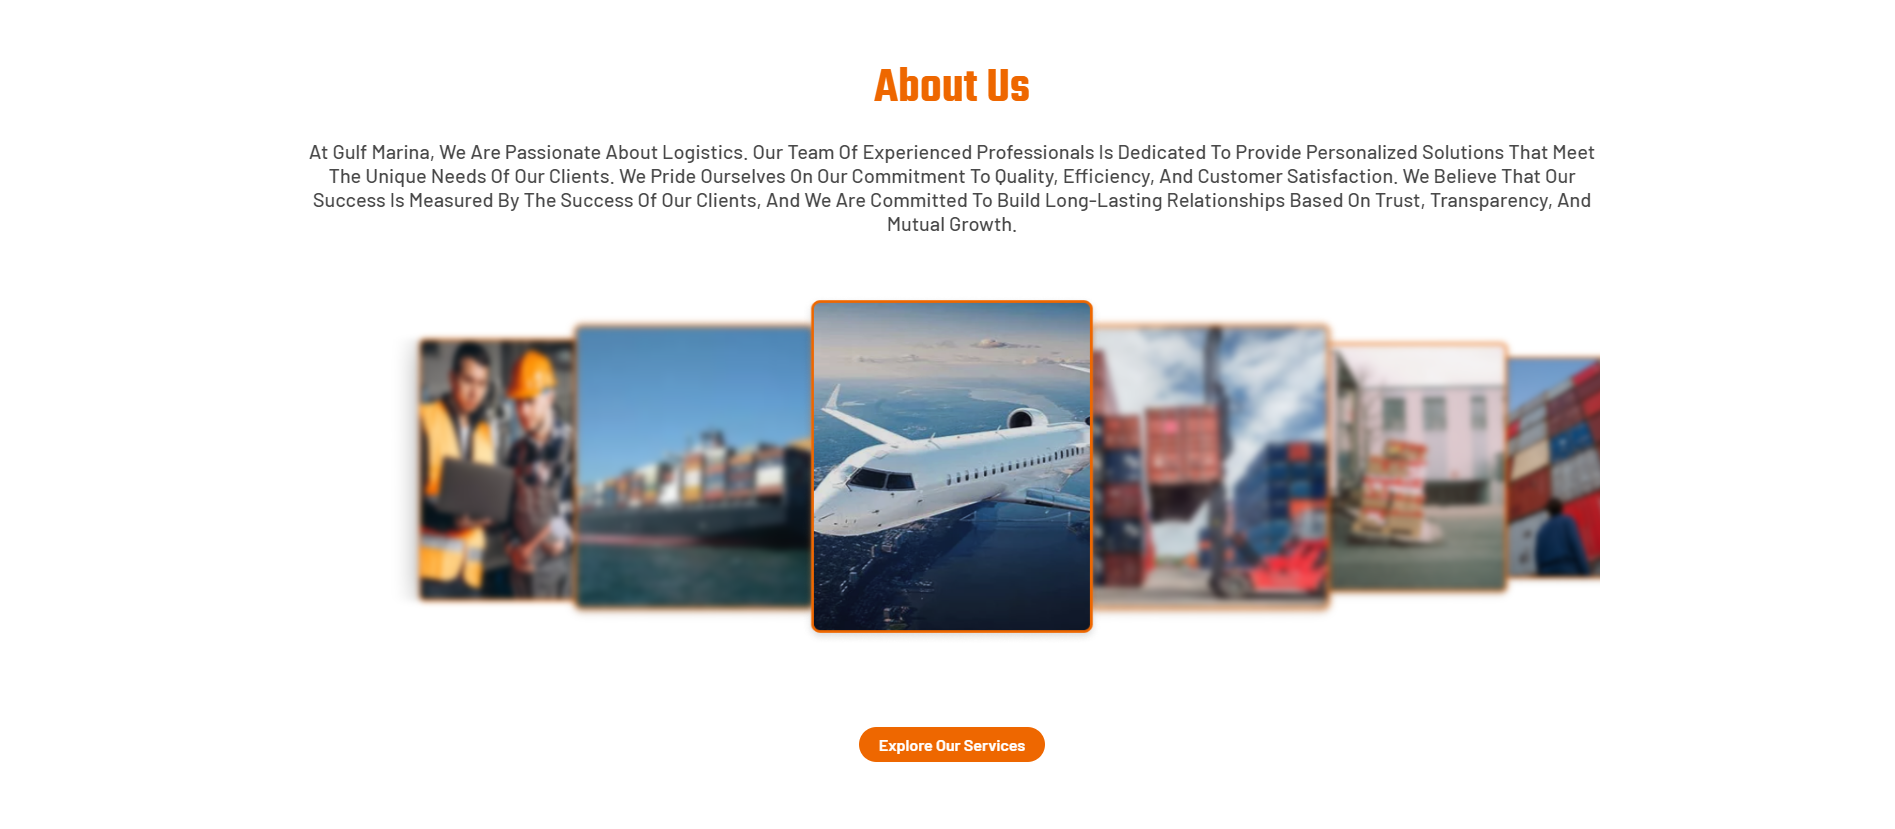 About Us
At Gulf Marina, We Are Passionate About Logistics. Our Team Of Experienced Professionals Is Dedicated To Provide Personalized Solutions That Meet
The Unique Needs Of Our Clients. We Pride Ourselves On Our Commitment To Quality, Efficiency, And Customer Satisfaction. We Believe That Our
Success Is Measured By The Success Of Our Clients, And We Are Committed To Build Long-Lasting Relationships Based On Trust, Transparency, And
Mutual Growth.
Explore Our Services